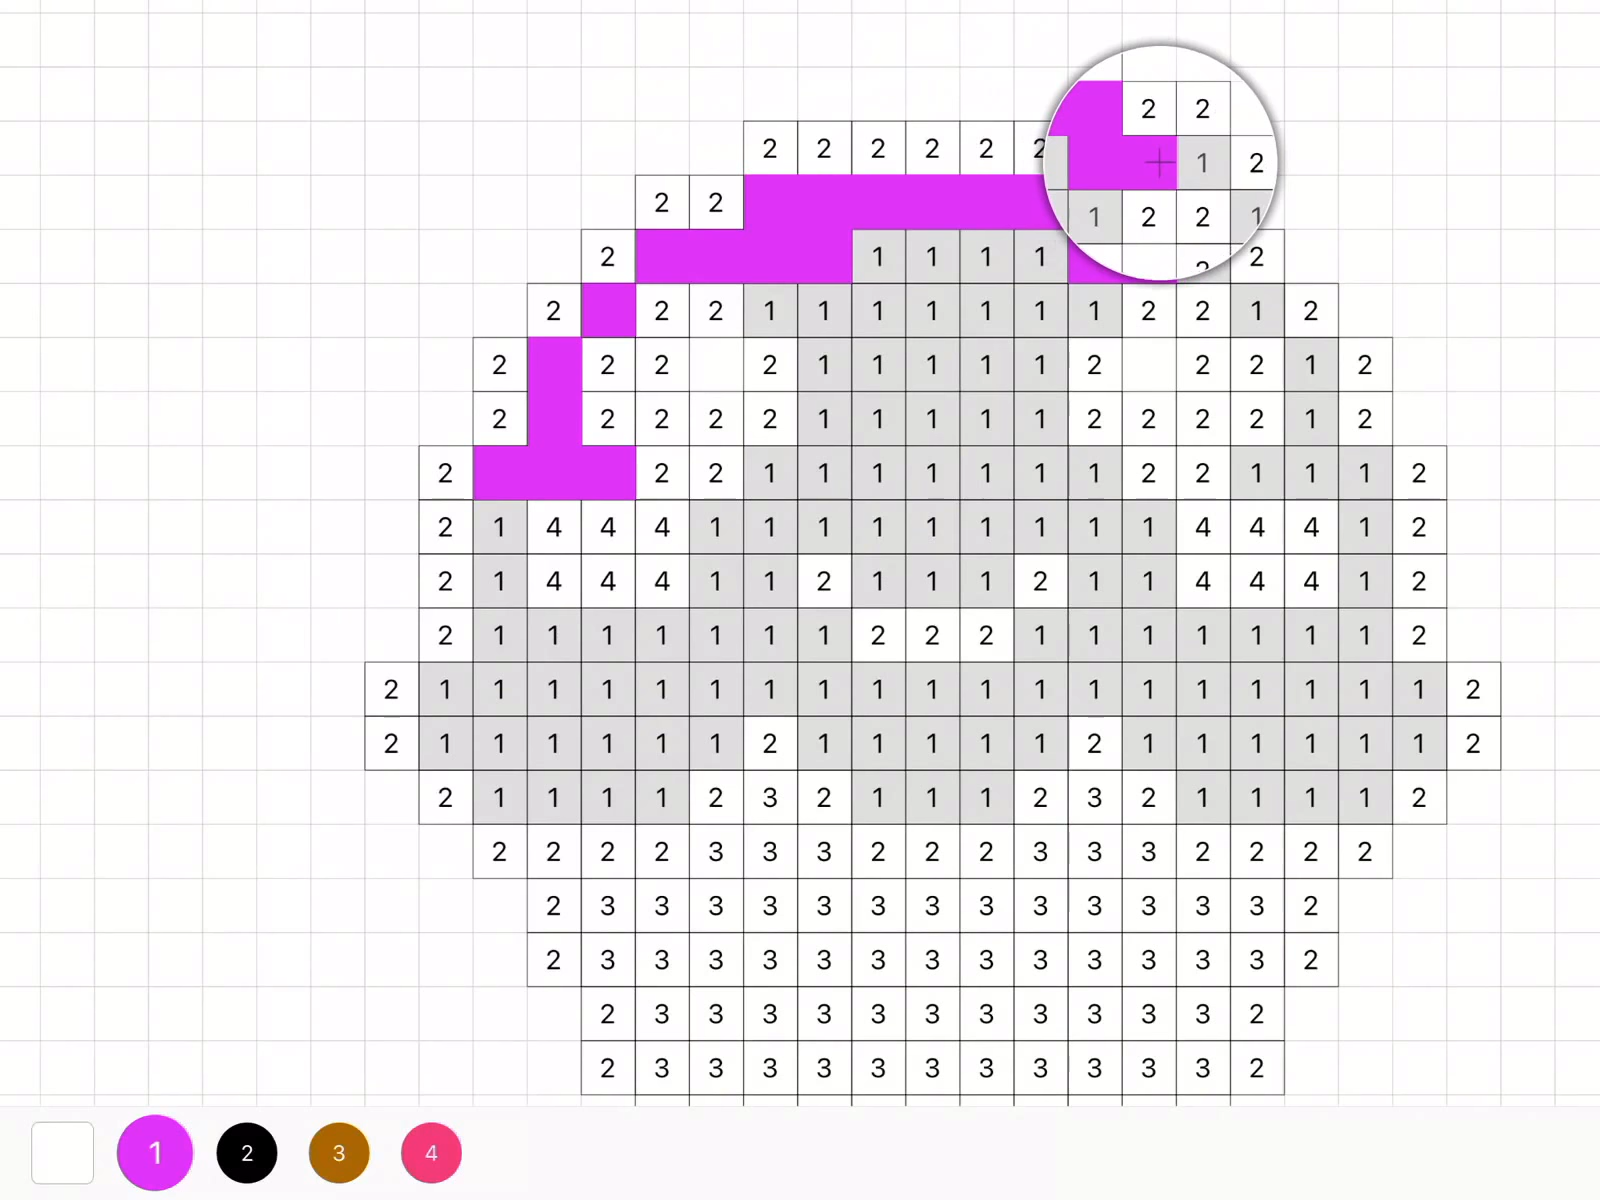 2 2
2 2 2 2 2 2 1 2
2 2 1 2 2 1
2 1 1 1 1 2 2
2 2 2 1 1 1 1 1 1 1 2 2 1 2
2 2 2 2 1 1 1 1 1 2 2 2 1 2
2 2 2 2 2 1 1 1 1 1 2 2 2 2 1 2
2 2 2 1 1 1 1 1 1 1 2 2 1 1 1 2
2 1 4 4 4 1 1 1 1 1 1 1 1 1 4 4 4 1 2
2 1 4 4 4 1 1 2 1 1 1 2 1 1 4 4 4 1 2
2 1 1 1 1 1 1 1 2 2 2 1 1 1 1 1 1 1 2
2 1 1 1 1 1 1 1 1 1 1 1 1 1 1 1 1 1 1 1 2
2 1 1 1 1 1 1 2 1 1 1 1 1 2 1 1 1 1 1 1 2
2 1 1 1 1 2 3 2 1 1 1 2 3 2 1 1 1 1 2
2 2 2 2 3 3 3 2 2 2 3 3 3 2 2 2 2
2 3 3 3 3 3 3 3 3 3 3 3 3 3 2
2 3 3 3 3 3 3 3 3 3 3 3 3 3 2
2 3 3 3 3 3 3 3 3 3 3 3 2
2 3 3 3 3 3 3 3 3 3 3 3 2
1 2 3 4